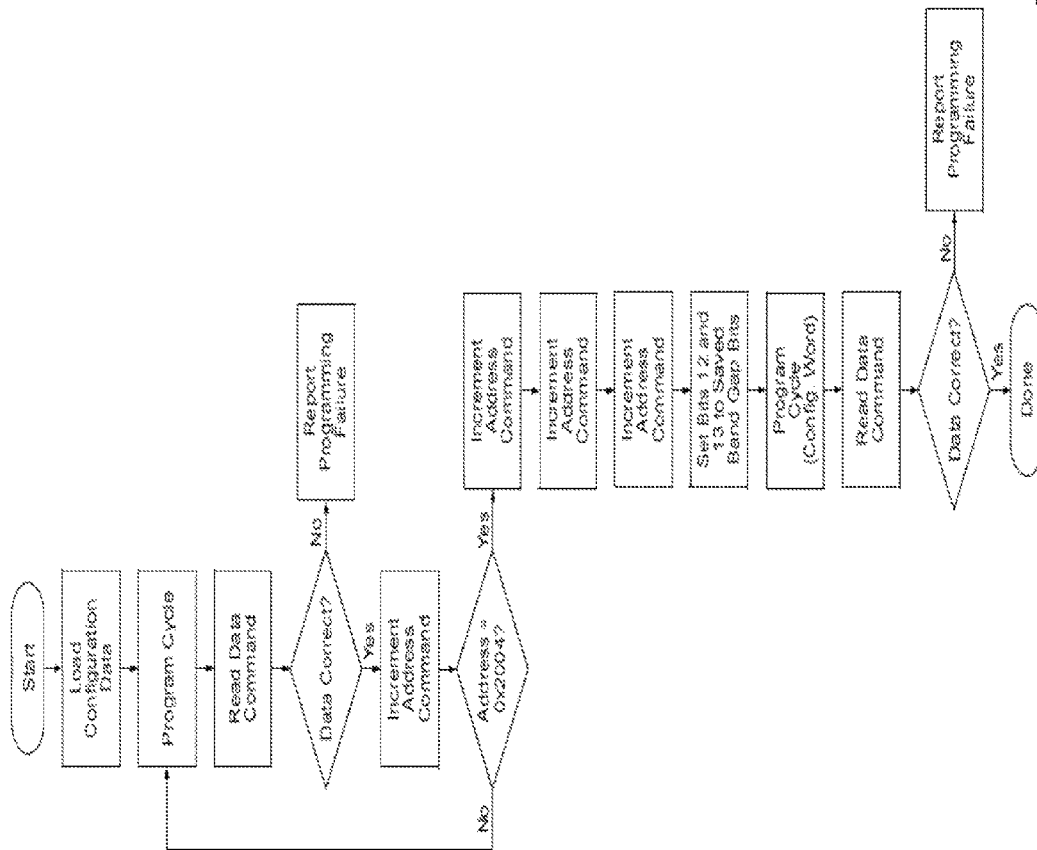 Start
Load
Configuration
Data
Program Cycle
Read Data
Command
Data Correct?
No
Report
Programming
Failure
Yes
Increment
Address
Command
Address =
0x2004?
No
Yes
Increment
Address
Command
Increment
Address
Command
Increment
Address
Command
Set Bits 12 and
13 to Saved
Band Gap Bits
Program
Cycle
(Config. Word)
Read Data
Command
Data Correct?
No
Report
Programming
Failure
Yes
Done